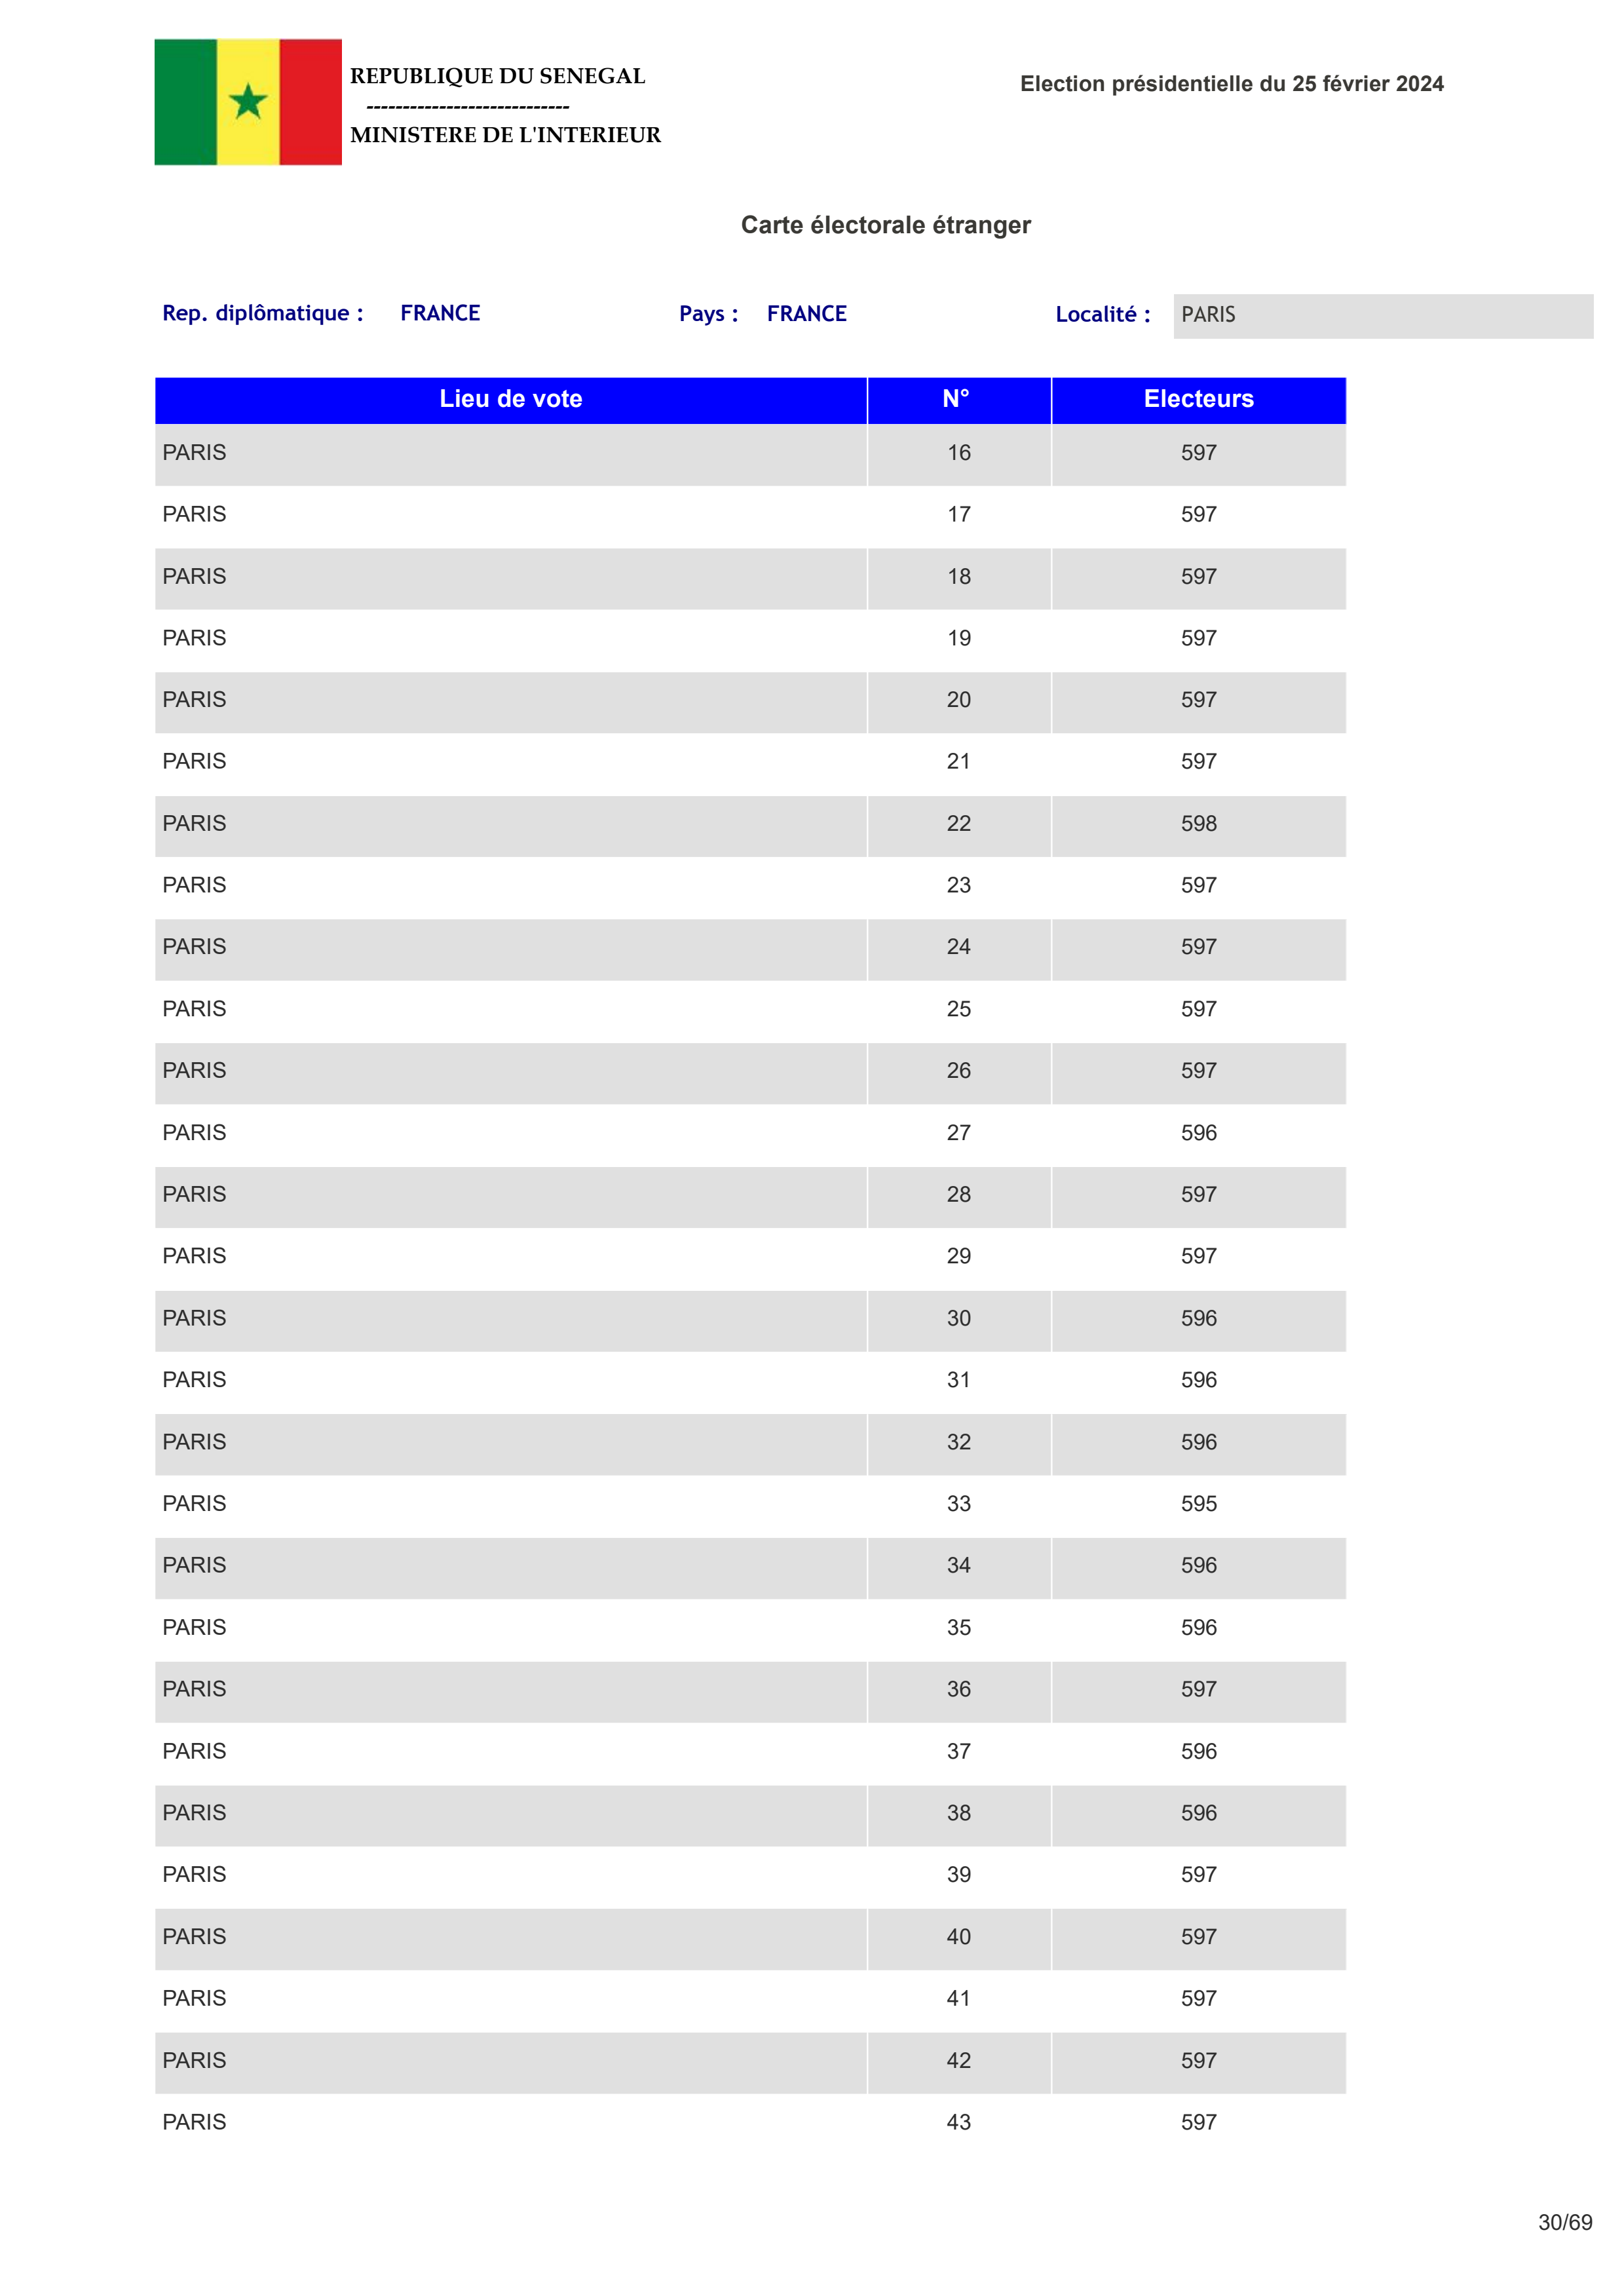 REPUBLIQUE DU SENEGAL
----------------------------
MINISTERE DE L'INTERIEUR
Election présidentielle du 25 février 2024
Carte électorale étranger
Rep. diplômatique : FRANCE Pays : FRANCE Localité : PARIS
Lieu de vote N° Electeurs
PARIS 16 597
PARIS 17 597
PARIS 18 597
PARIS 19 597
PARIS 20 597
PARIS 21 597
PARIS 22 598
PARIS 23 597
PARIS 24 597
PARIS 25 597
PARIS 26 597
PARIS 27 596
PARIS 28 597
PARIS 29 597
PARIS 30 596
PARIS 31 596
PARIS 32 596
PARIS 33 595
PARIS 34 596
PARIS 35 596
PARIS 36 597
PARIS 37 596
PARIS 38 596
PARIS 39 597
PARIS 40 597
PARIS 41 597
PARIS 42 597
PARIS 43 597
30/69